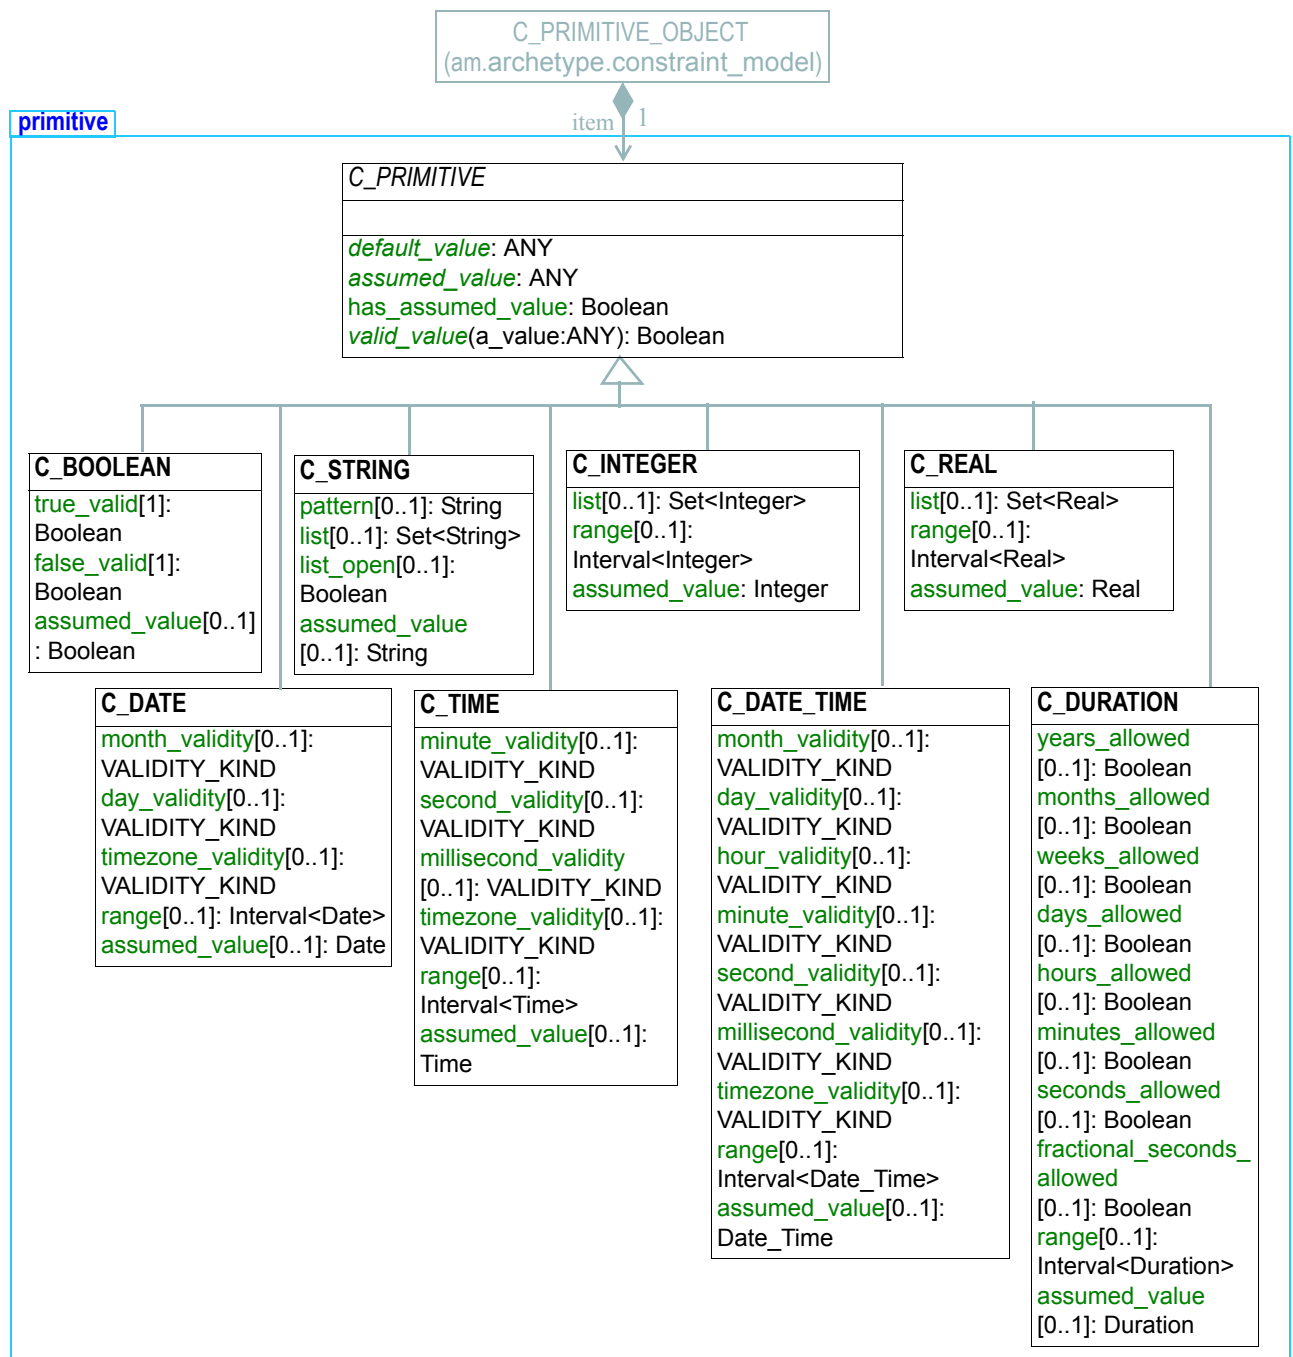 C_PRIMITIVE_OBJECT
(am.archetype.constraint_model)
item 1
primitive
C_PRIMITIVE
default_value: ANY
assumed_value: ANY
has_assumed_value: Boolean
valid_value(a_value:ANY): Boolean
C_BOOLEAN
true_valid[1]:
Boolean
false_valid[1]:
Boolean
assumed_value[0..1]
: Boolean
C_STRING
pattern[0..1]: String
list[0..1]: Set<String>
list_open[0..1]:
Boolean
assumed_value
[0..1]: String
C_INTEGER
list[0..1]: Set<Integer>
range[0..1]:
Interval<Integer>
assumed_value: Integer
C_REAL
list[0..1]: Set<Real>
range[0..1]:
Interval<Real>
assumed_value: Real
C_DATE
month_validity[0..1]:
VALIDITY_KIND
day_validity[0..1]:
VALIDITY_KIND
timezone_validity[0..1]:
VALIDITY_KIND
range[0..1]: Interval<Date>
assumed_value[0..1]: Date
C_TIME
minute_validity[0..1]:
VALIDITY_KIND
second_validity[0..1]:
VALIDITY_KIND
millisecond_validity
[0..1]: VALIDITY_KIND
timezone_validity[0..1]:
VALIDITY_KIND
range[0..1]:
Interval<Time>
assumed_value[0..1]:
Time
C_DATE_TIME
month_validity[0..1]:
VALIDITY_KIND
day_validity[0..1]:
VALIDITY_KIND
hour_validity[0..1]:
VALIDITY_KIND
minute_validity[0..1]:
VALIDITY_KIND
second_validity[0..1]:
VALIDITY_KIND
millisecond_validity[0..1]:
VALIDITY_KIND
timezone_validity[0..1]:
VALIDITY_KIND
range[0..1]:
Interval<Date_Time>
assumed_value[0..1]:
Date_Time
C_DURATION
years_allowed
[0..1]: Boolean
months_allowed
[0..1]: Boolean
weeks_allowed
[0..1]: Boolean
days_allowed
[0..1]: Boolean
hours_allowed
[0..1]: Boolean
minutes_allowed
[0..1]: Boolean
seconds_allowed
[0..1]: Boolean
fractional_seconds_
allowed
[0..1]: Boolean
range[0..1]:
Interval<Duration>
assumed_value
[0..1]: Duration